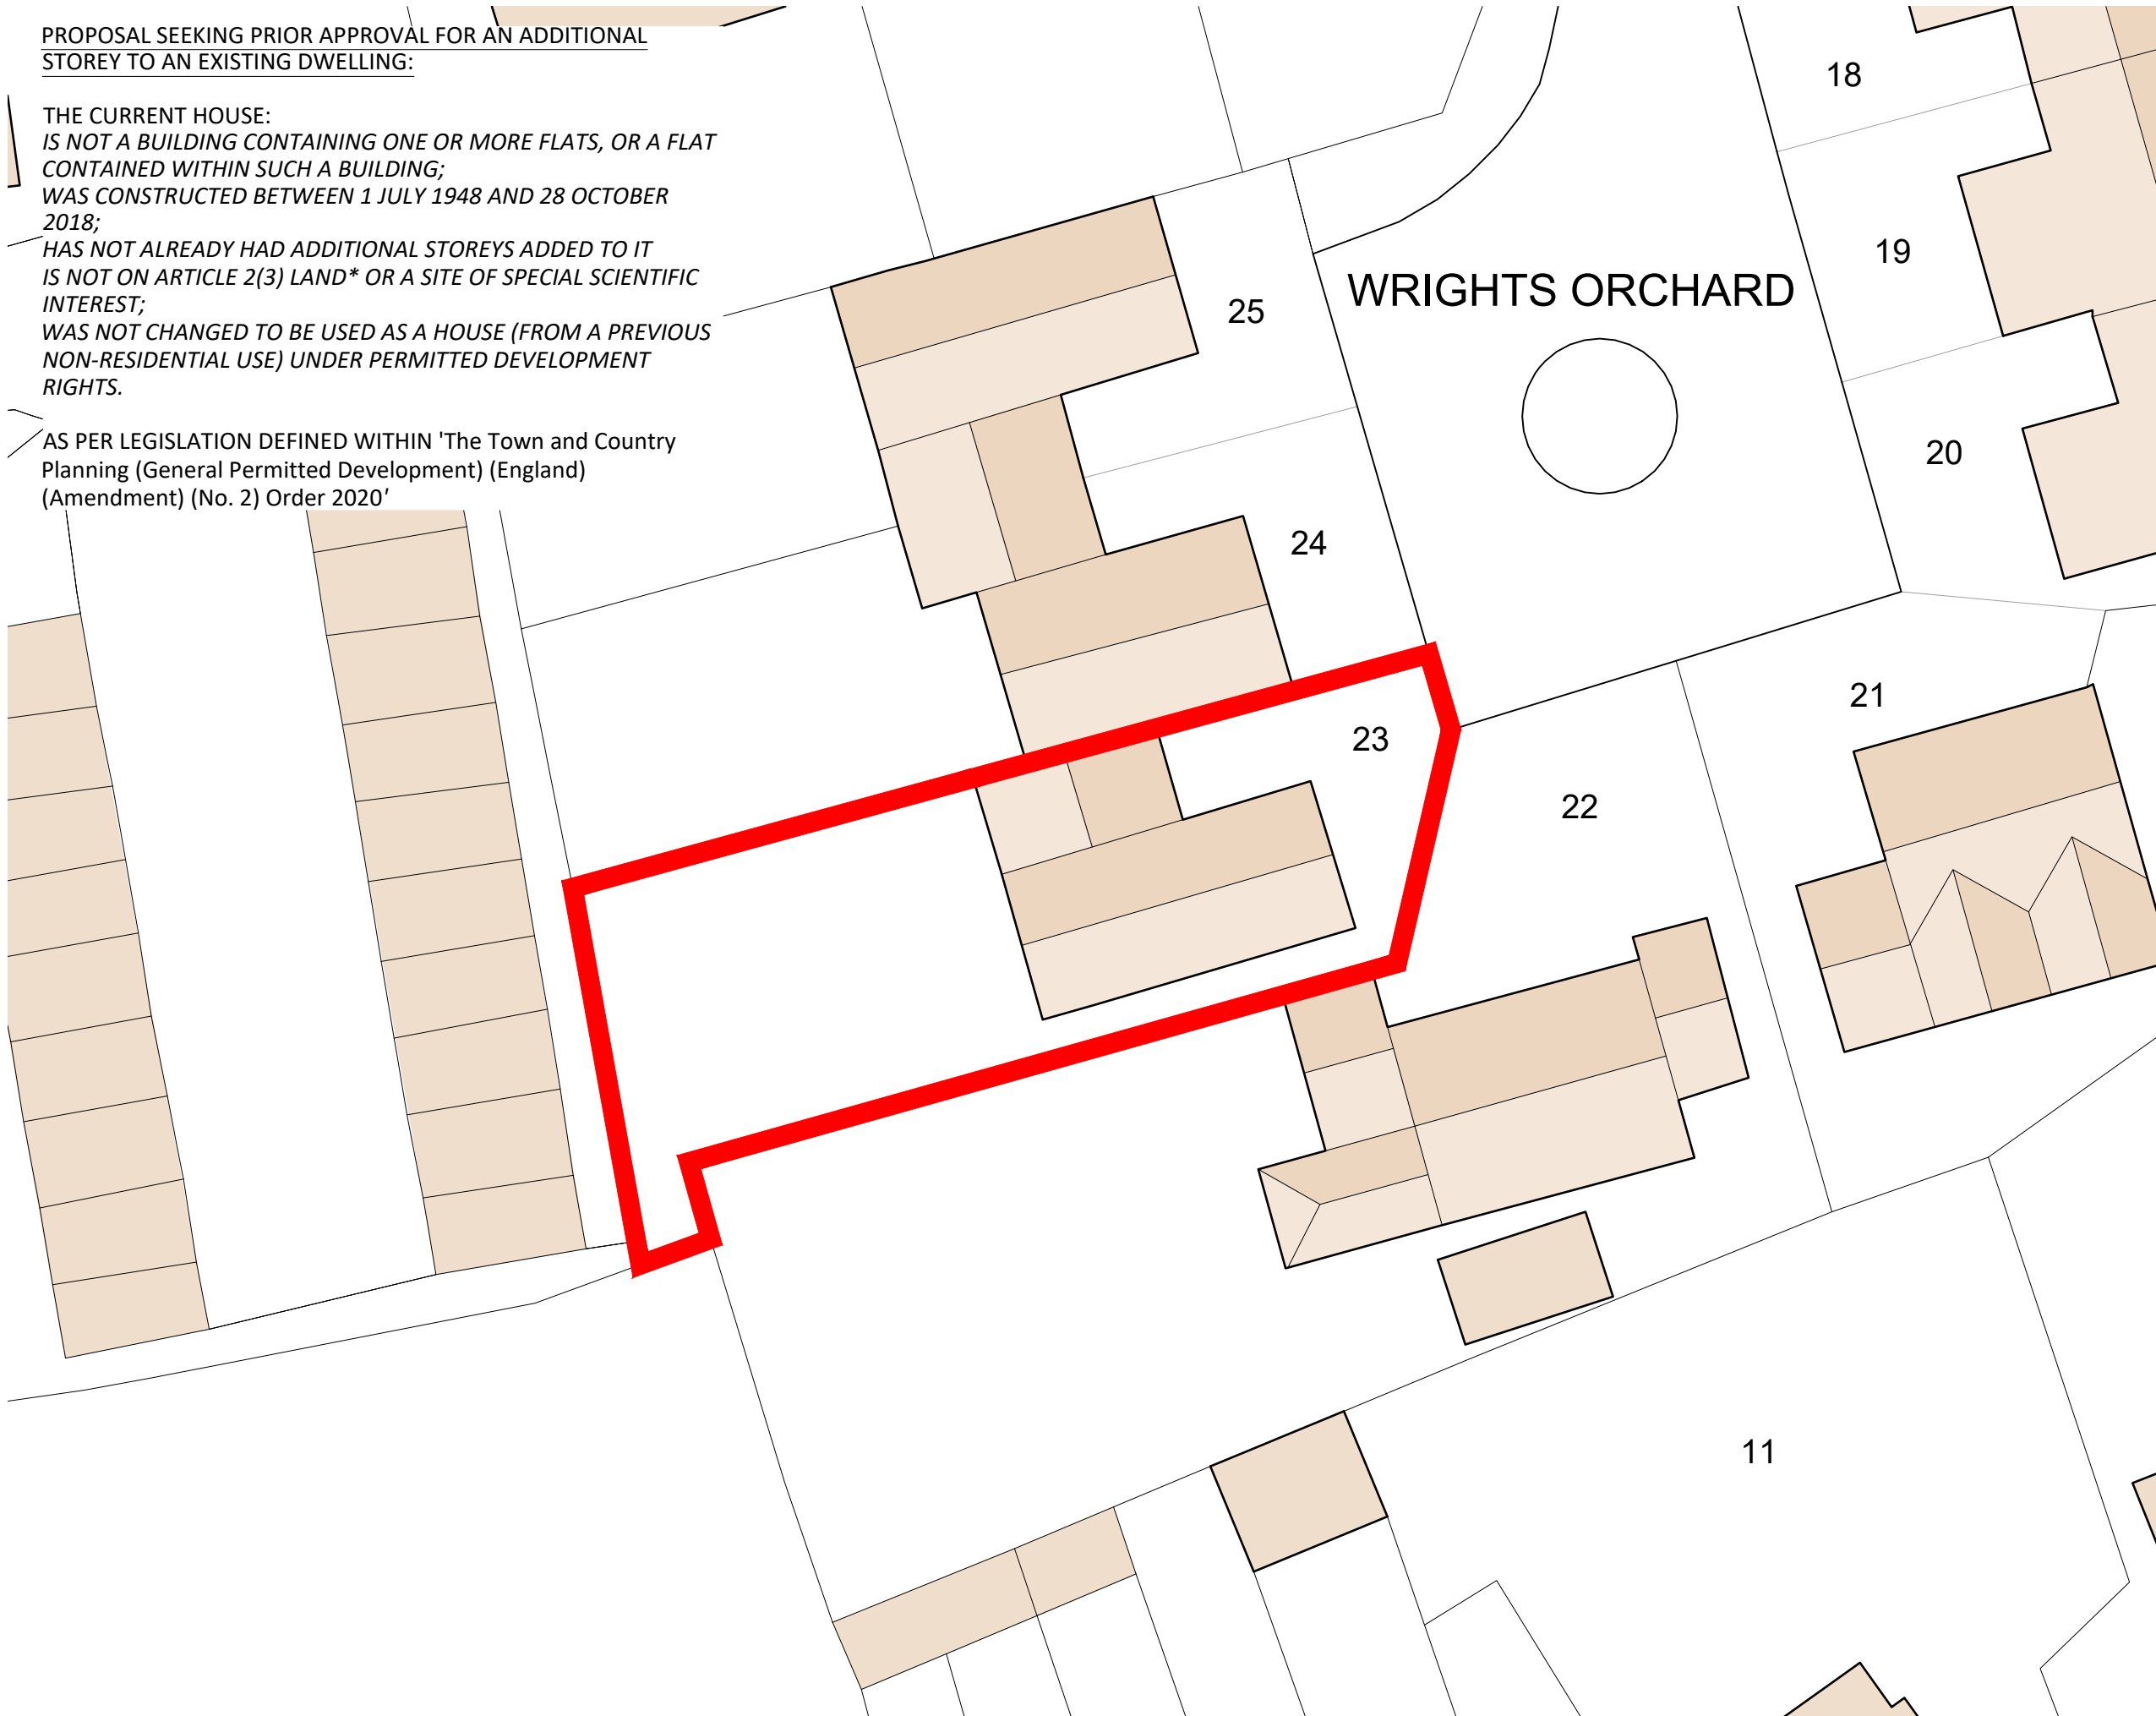 PROPOSAL SEEKING PRIOR APPROVAL FOR AN ADDITIONAL
STOREY TO AN EXISTING DWELLING:
THE CURRENT HOUSE:
IS NOT A BUILDING CONTAINING ONE OR MORE FLATS, OR A FLAT
CONTAINED WITHIN SUCH A BUILDING;
WAS CONSTRUCTED BETWEEN 1 JULY 1948 AND 28 OCTOBER
2018;
HAS NOT ALREADY HAD ADDITIONAL STOREYS ADDED TO IT
IS NOT ON ARTICLE 2(3) LAND* OR A SITE OF SPECIAL SCIENTIFIC
INTEREST;
WAS NOT CHANGED TO BE USED AS A HOUSE (FROM A PREVIOUS
NON-RESIDENTIAL USE) UNDER PERMITTED DEVELOPMENT
RIGHTS.
AS PER LEGISLATION DEFINED WITHIN 'The Town and Country
Planning (General Permitted Development) (England)
(Amendment) (No. 2) Order 2020'
18
19
WRIGHTS ORCHARD
25
20
24
21
23
22
11